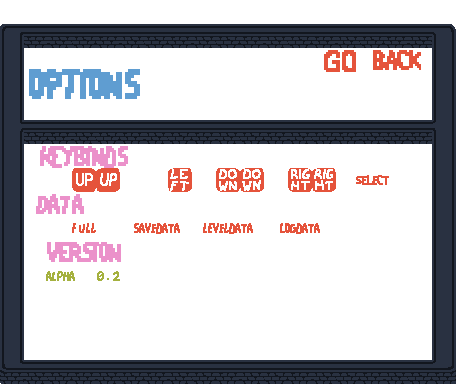 GO BACK
OPTIONS
KEYBINDS
UP UP LE FT DO DO WN WN RIG RIG HT HT SELECT
DATA
FULL SAVEDATA LEVELDATA LOGDATA
VERSION
ALPHA 0.2